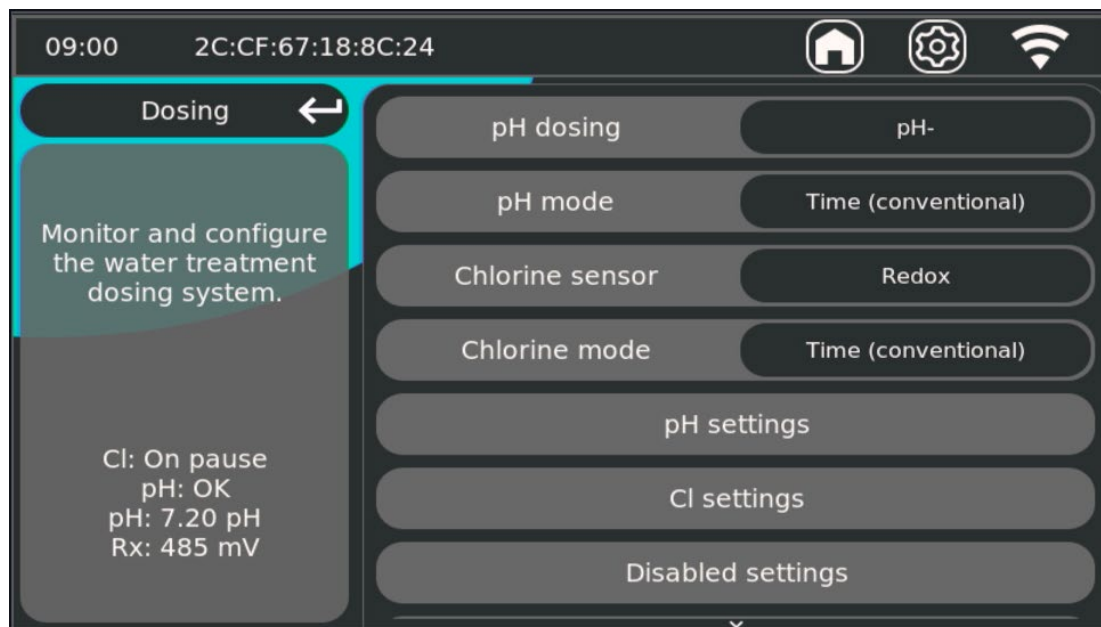 09:00 2C:CF:67:18:8C:24
Dosing
Monitor and configure
the water treatment
dosing system.
Cl: On pause
pH: OK
pH: 7.20 pH
Rx: 485 mV
pH dosing pH-
pH mode Time (conventional)
Chlorine sensor Redox
Chlorine mode Time (conventional)
pH settings
Cl settings
Disabled settings